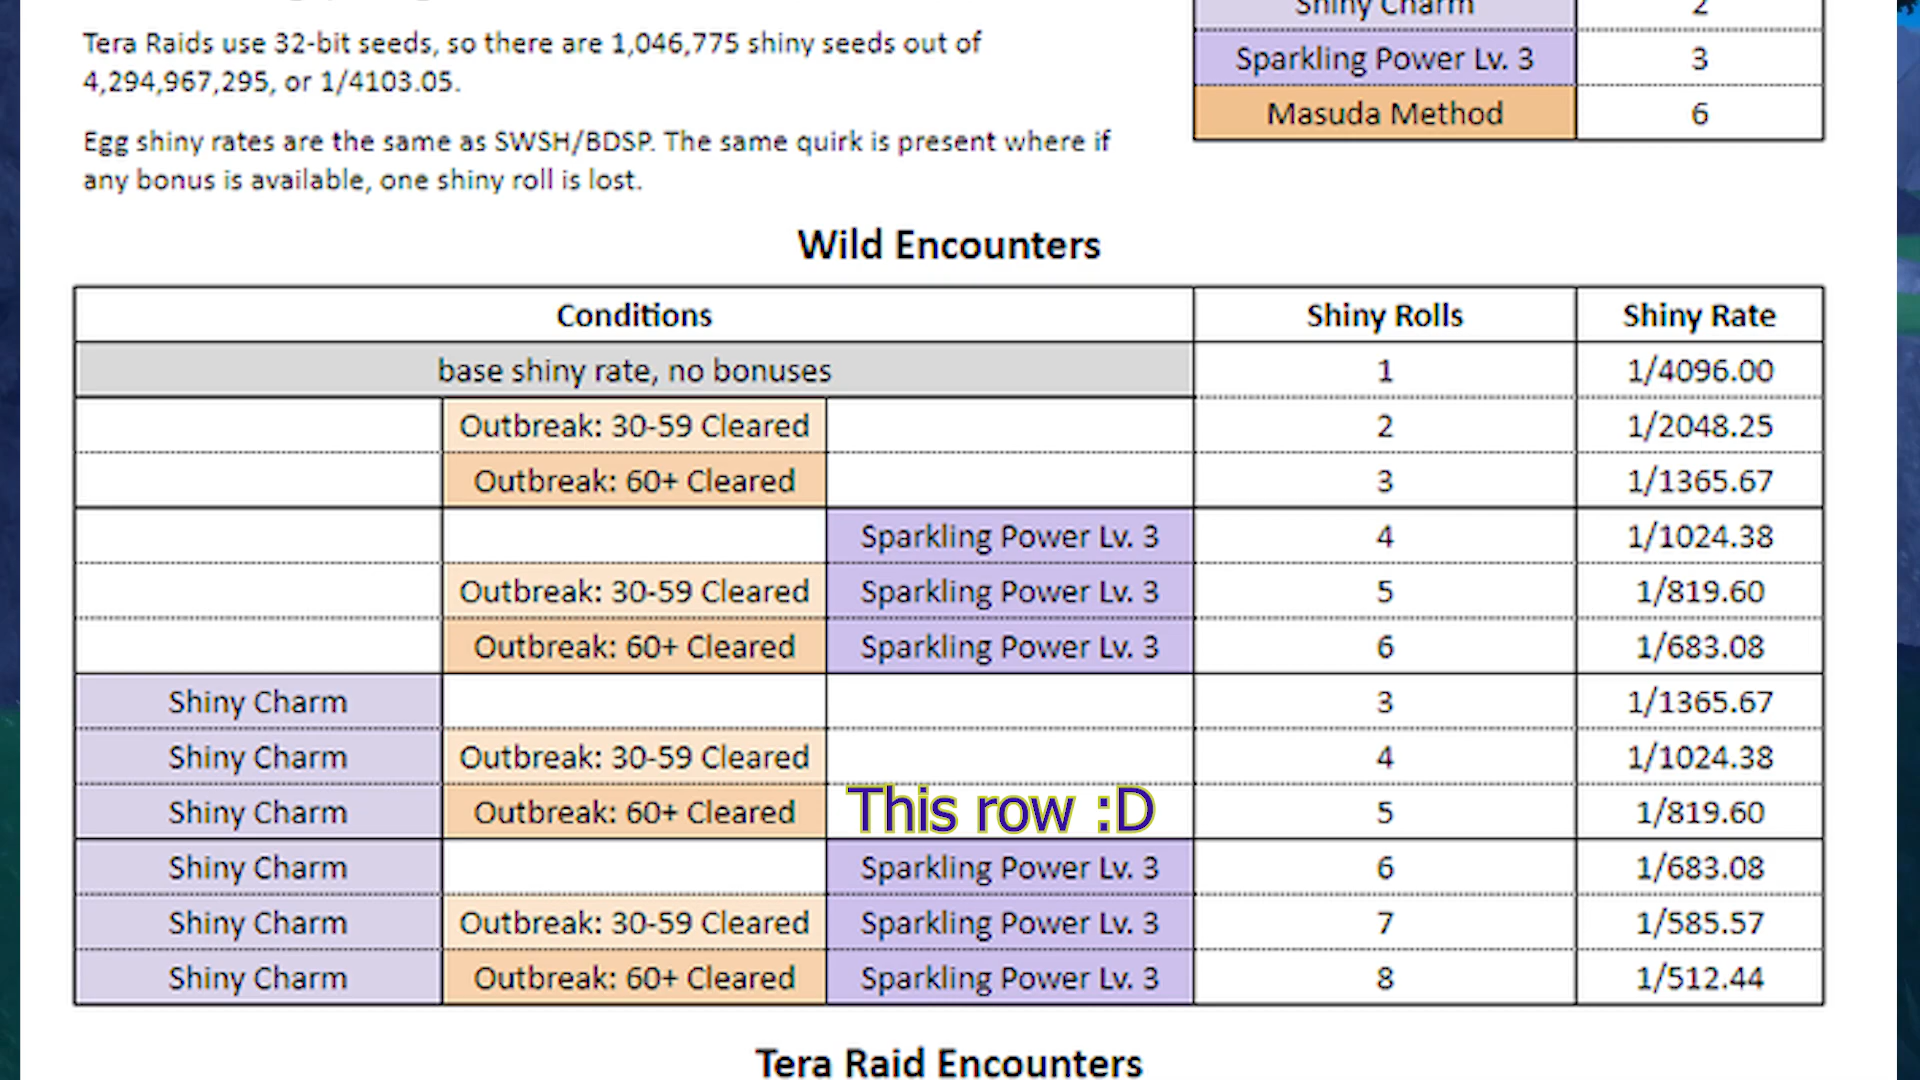 Tera Raids use 32-bit seeds, so there are 1,046,775 shiny seeds out of
4,294,967,295, or 1/4103.05.
Egg shiny rates are the same as SWSH/BDSP. The same quirk is present where if
any bonus is available, one shiny roll is lost.
Shiny Charm 2
Sparkling Power Lv. 3 3
Masuda Method 6
Wild Encounters
Conditions Shiny Rolls Shiny Rate
base shiny rate, no bonuses 1 1/4096.00
Outbreak: 30-59 Cleared 2 1/2048.25
Outbreak: 60+ Cleared 3 1/1365.67
Sparkling Power Lv. 3 4 1/1024.38
Outbreak: 30-59 Cleared Sparkling Power Lv. 3 5 1/819.60
Outbreak: 60+ Cleared Sparkling Power Lv. 3 6 1/683.08
Shiny Charm 3 1/1365.67
Shiny Charm Outbreak: 30-59 Cleared 4 1/1024.38
Shiny Charm Outbreak: 60+ Cleared This row :D 5 1/819.60
Shiny Charm Sparkling Power Lv. 3 6 1/683.08
Shiny Charm Outbreak: 30-59 Cleared Sparkling Power Lv. 3 7 1/585.57
Shiny Charm Outbreak: 60+ Cleared Sparkling Power Lv. 3 8 1/512.44
Tera Raid Encounters